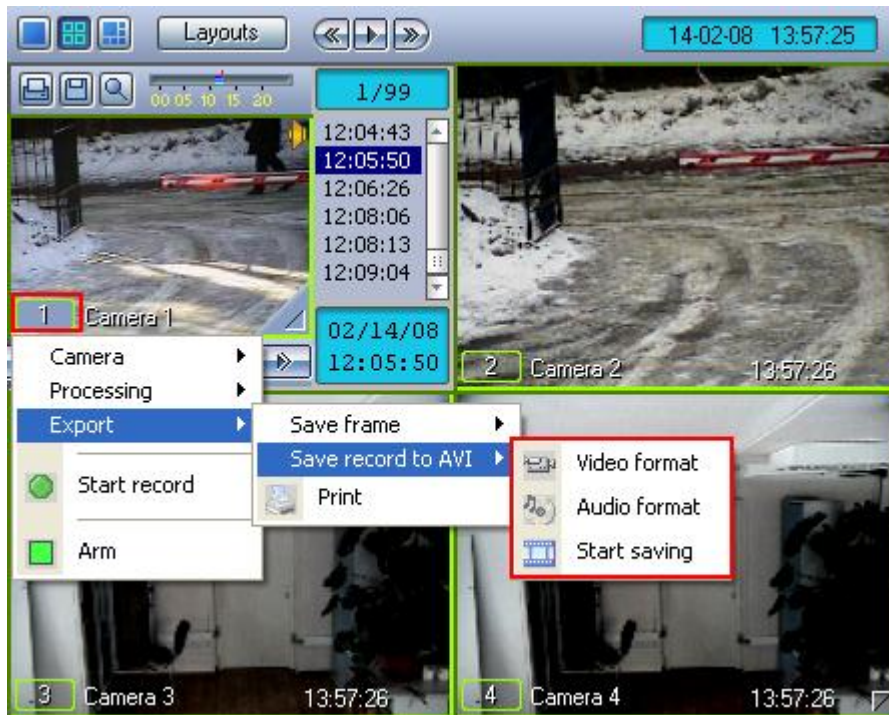 Layouts
14-02-08 13:57:25
00 05 10 15 20
1/99
12:04:43
12:05:50
12:06:26
12:08:06
12:08:13
12:09:04
02/14/08
12:05:50
1 Camera 1
2 Camera 2 13:57:26
Camera
Processing
Export
Start record
Arm
Save frame
Save record to AVI
Print
Video format
Audio format
Start saving
3 Camera 3 13:57:26
4 Camera 4 13:57:26